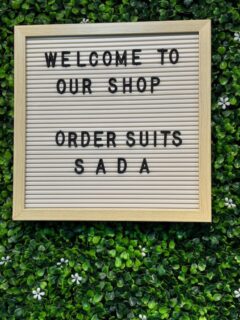 WELCOME TO
OUR SHOP
ORDER SUITS
SADA